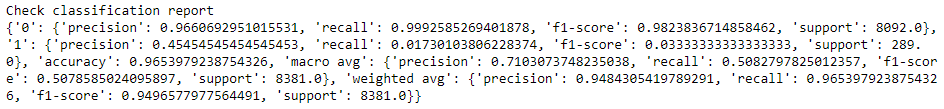 Check classification report
{'0': {'precision': 0.9660692951015531, 'recall': 0.9992585269401878, 'f1-score': 0.9823836714858462, 'support': 8092.0},
'1': {'precision': 0.45454545454545453, 'recall': 0.01730103806228374, 'f1-score': 0.03333333333333333, 'support': 289.
0}, 'accuracy': 0.9653979238754326, 'macro avg': {'precision': 0.7103073748235038, 'recall': 0.5082797825012357, 'f1-scor
e': 0.5078585024095897, 'support': 8381.0}, 'weighted avg': {'precision': 0.9484305419789291, 'recall': 0.965397923875432
6, 'f1-score': 0.9496577977564491, 'support': 8381.0}}